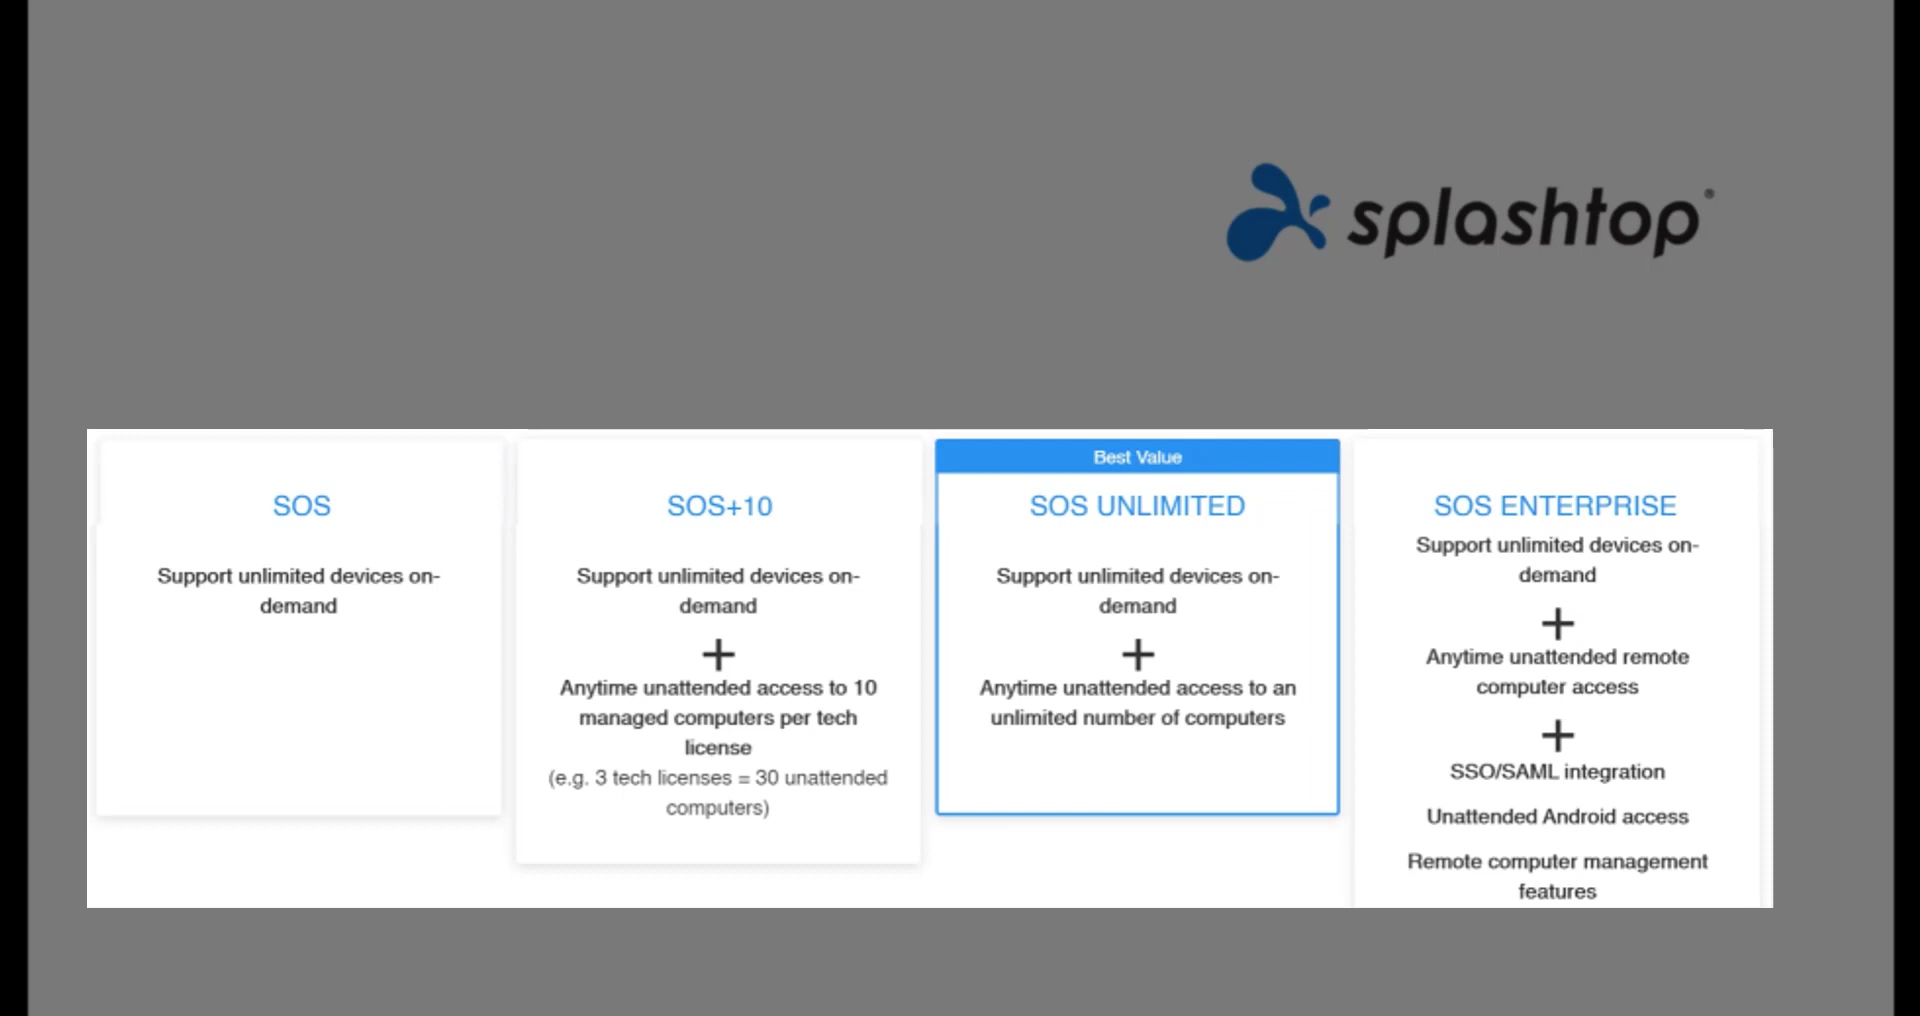 splashtop®
SOS
Support unlimited devices on-
demand
SOS+10
Support unlimited devices on-
demand
+
Anytime unattended access to 10
managed computers per tech
license
(e.g. 3 tech licenses = 30 unattended
computers)
Best Value
SOS UNLIMITED
Support unlimited devices on-
demand
+
Anytime unattended access to an
unlimited number of computers
SOS ENTERPRISE
Support unlimited devices on-
demand
+
Anytime unattended remote
computer access
+
SSO/SAML integration
Unattended Android access
Remote computer management
features